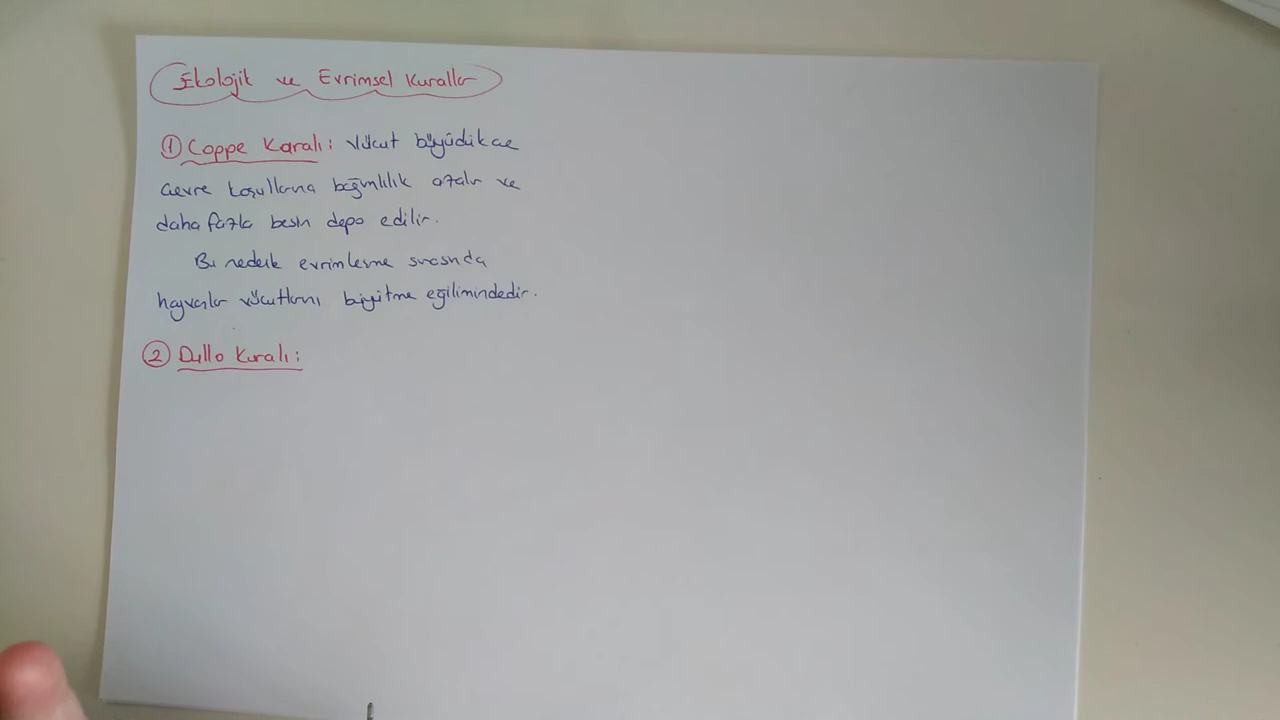 Ekolojik ve Evrimsel Kurallar
① Coppe Kuralı: Vücut büyüdükçe
çevre koşullarına bağımlılık azalır ve
daha fazla besin depo edilir.
Bu nedenle evrimleşme sırasında
hayvanlar vücutlarını büyütme eğilimindedir.
② Dollo Kuralı: